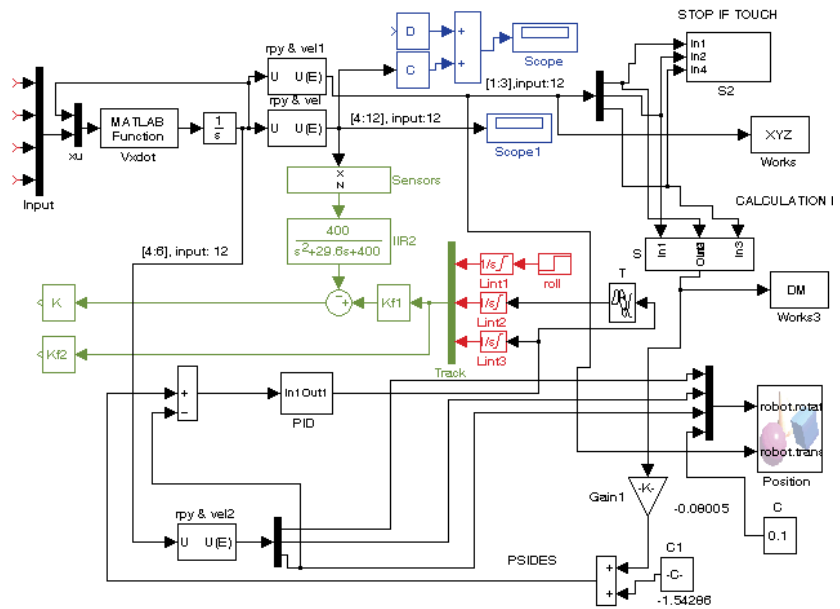 STOP IF TOUCH
D
C
+
+
Scope
rpy & vel1
U U(E)
[1:3],input:12
In1
In2
In4
S2
rpy & vel
U U(E)
[4:12], input:12
Scope1
MATLAB
Function
Vxdot
1
s
xu
Input
XYZ
Works
X
N
Sensors
CALCULATION I
400
s²+29.6s+400
IIR2
[4:6], input: 12
S
In1
In3
1/s
Lint1
roll
T
DM
Works3
K
-
+
Kf1
1/s
Lint2
Kf2
1/s
Lint3
Track
+
−
In1Out1
PID
robot.rotat
robot.trans
Position
-K-
Gain1
-0.08005
C
0.1
rpy & vel2
U U(E)
PSIDES
+
+
C1
-C-
-1.54286